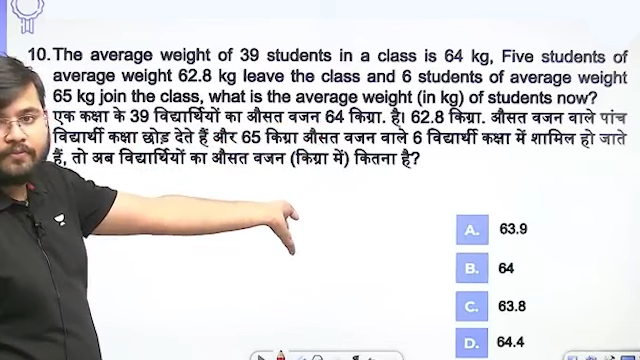 10. The average weight of 39 students in a class is 64 kg, Five students of
average weight 62.8 kg leave the class and 6 students of average weight
65 kg join the class, what is the average weight (in kg) of students now?
एक कक्षा के 39 विद्यार्थियों का औसत वजन 64 किग्रा. है। 62.8 किग्रा. औसत वजन वाले पांच
विद्यार्थी कक्षा छोड़ देते हैं और 65 किग्रा औसत वजन वाले 6 विद्यार्थी कक्षा में शामिल हो जाते
हैं, तो अब विद्यार्थियों का औसत वजन (किग्रा में) कितना है?
A. 63.9
B. 64
C. 63.8
D. 64.4